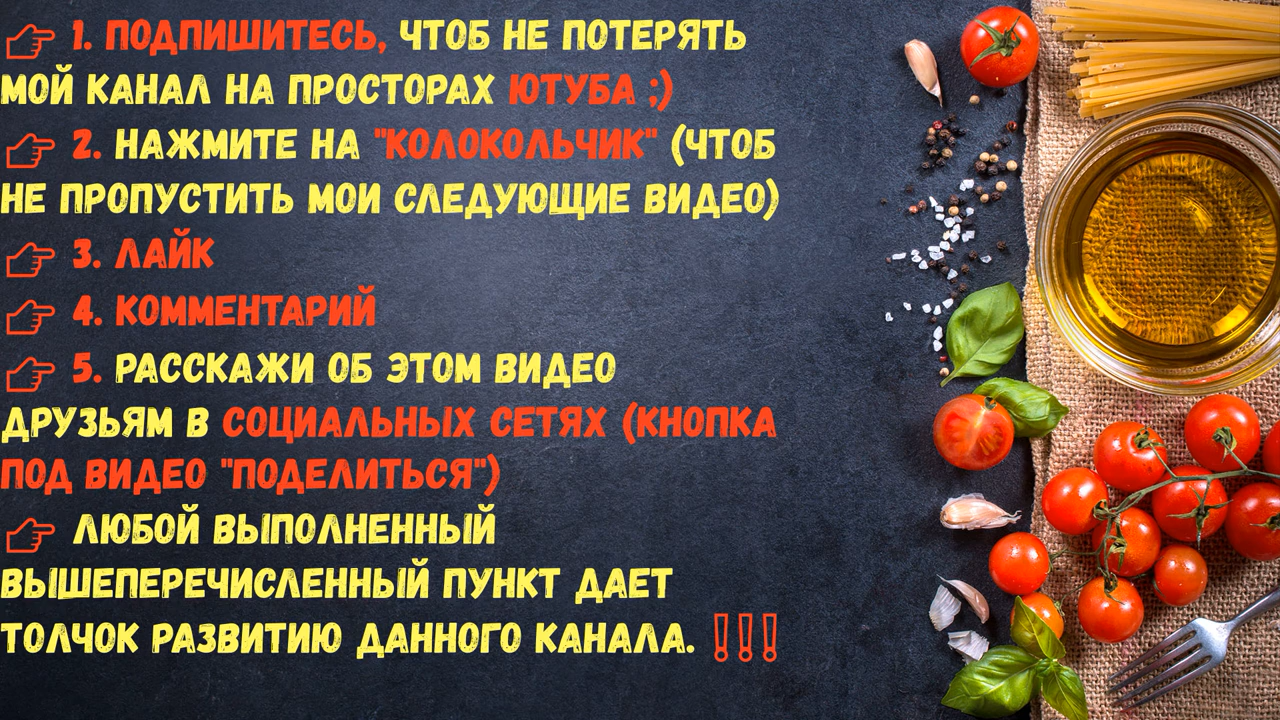 👉 1. ПОДПИШИТЕСЬ, ЧТОБ НЕ ПОТЕРЯТЬ
МОЙ КАНАЛ НА ПРОСТОРАХ ЮТУБА ;)
👉 2. НАЖМИТЕ НА "КОЛОКОЛЬЧИК" (ЧТОБ
НЕ ПРОПУСТИТЬ МОИ СЛЕДУЮЩИЕ ВИДЕО)
👉 3. ЛАЙК
👉 4. КОММЕНТАРИЙ
👉 5. РАССКАЖИ ОБ ЭТОМ ВИДЕО
ДРУЗЬЯМ В СОЦИАЛЬНЫХ СЕТЯХ (КНОПКА
ПОД ВИДЕО "ПОДЕЛИТЬСЯ")
👉 ЛЮБОЙ ВЫПОЛНЕННЫЙ
ВЫШЕПЕРЕЧИСЛЕННЫЙ ПУНКТ ДАЕТ
ТОЛЧОК РАЗВИТИЮ ДАННОГО КАНАЛА. !!!